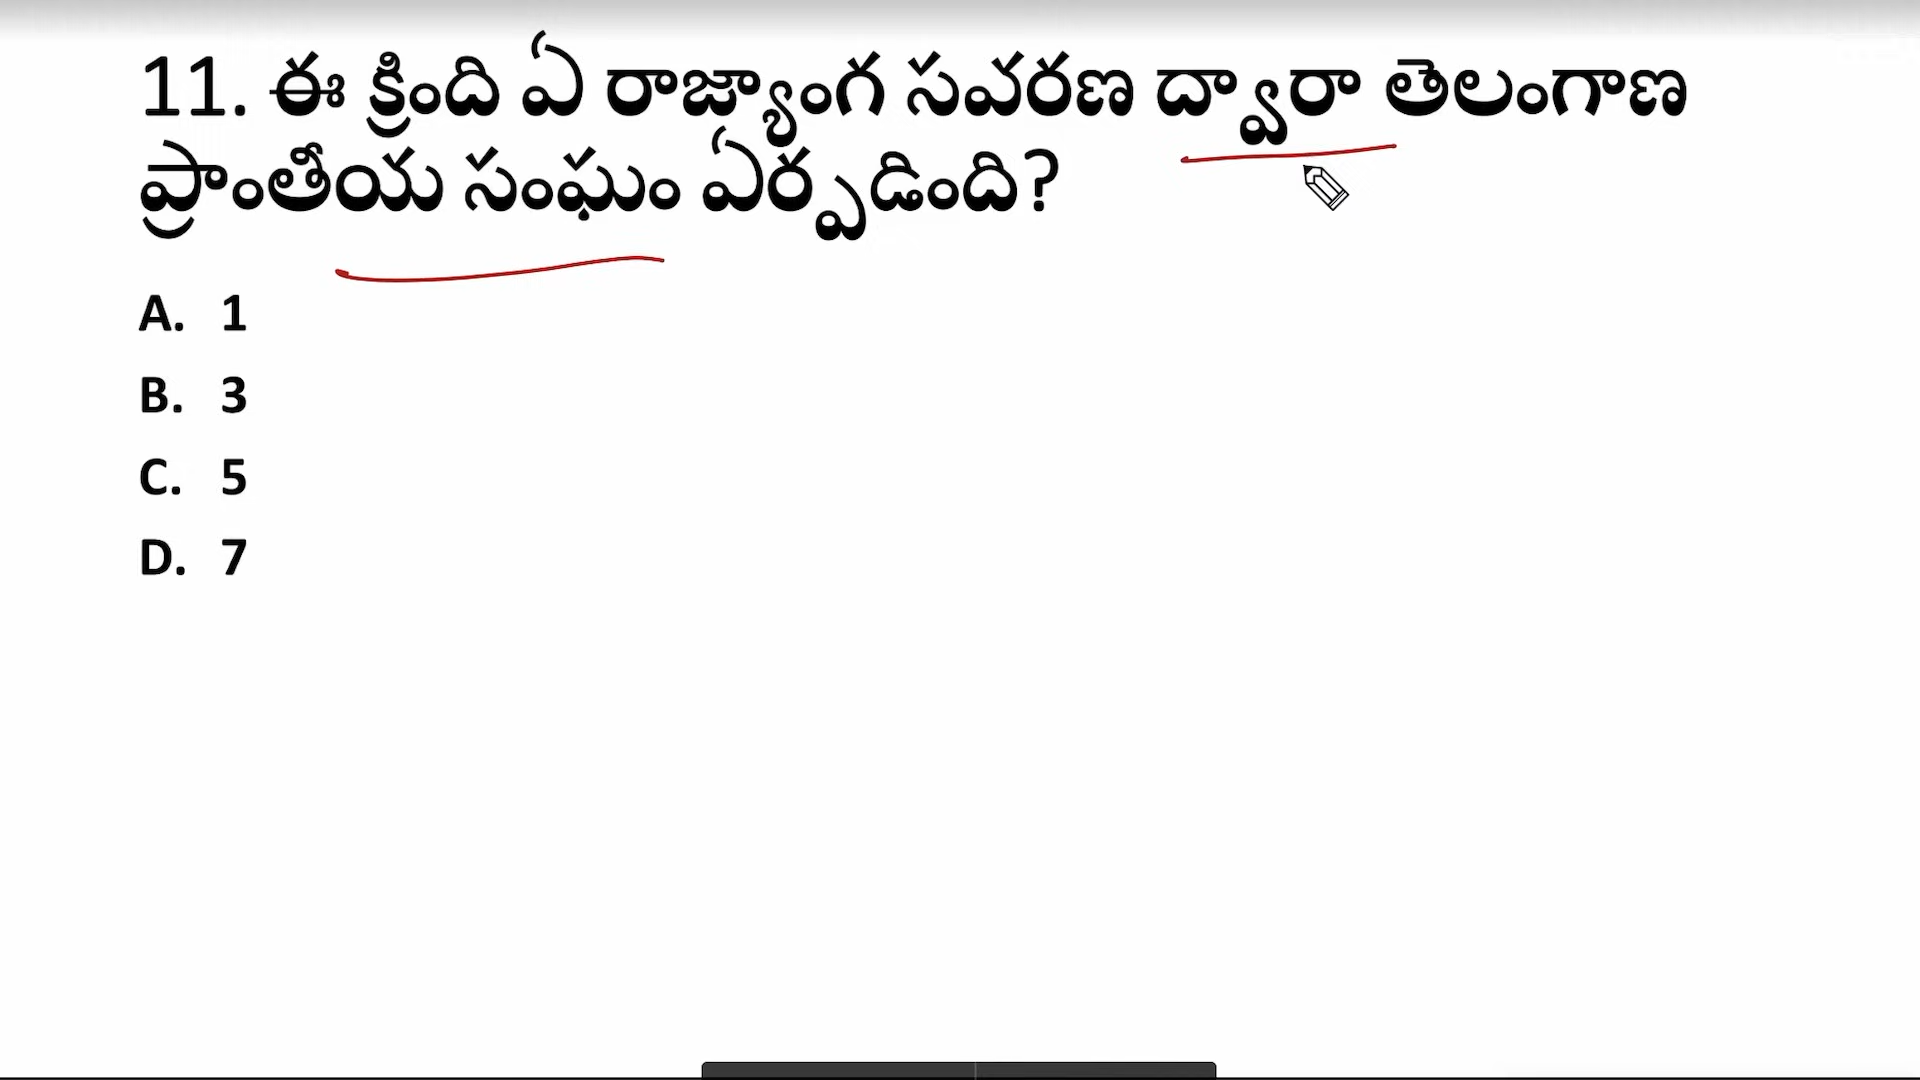 11. ఈ క్రింది ఏ రాజ్యాంగ సవరణ ద్వారా తెలంగాణ
ప్రాంతీయ సంఘం ఏర్పడింది?
A. 1
B. 3
C. 5
D. 7